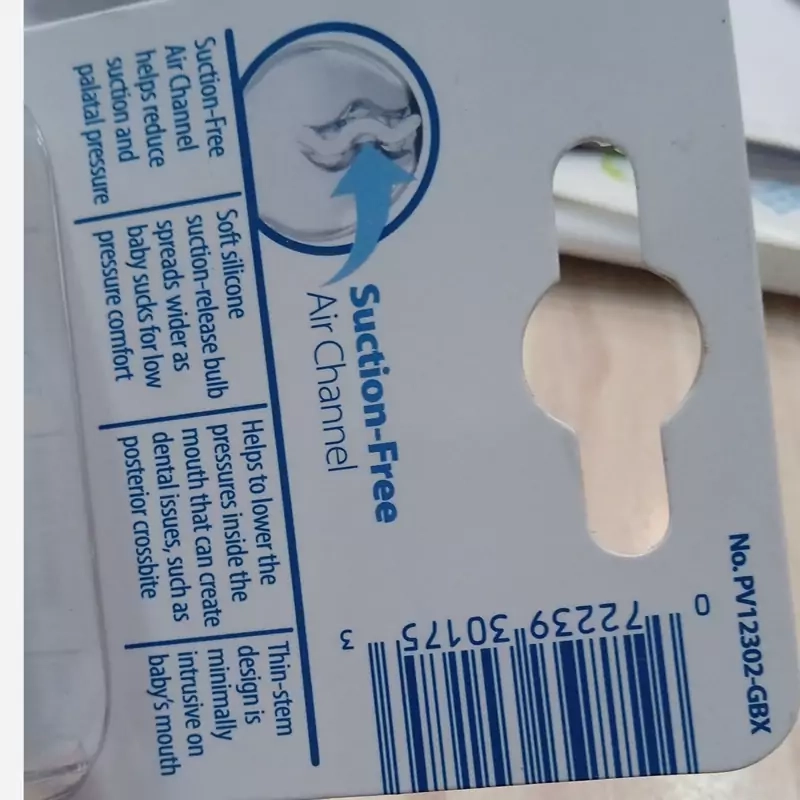 No. PV12302-GBX
0 72239 30175 3
Suction-Free
Air Channel
Suction-Free
Air Channel
helps reduce
suction and
palatal pressure
Soft silicone
suction-release bulb
spreads wider as
baby sucks for low
pressure comfort
Helps to lower the
pressures inside the
mouth that can create
dental issues, such as
posterior crossbite
Thin-stem
design is
minimally
intrusive on
baby's mouth